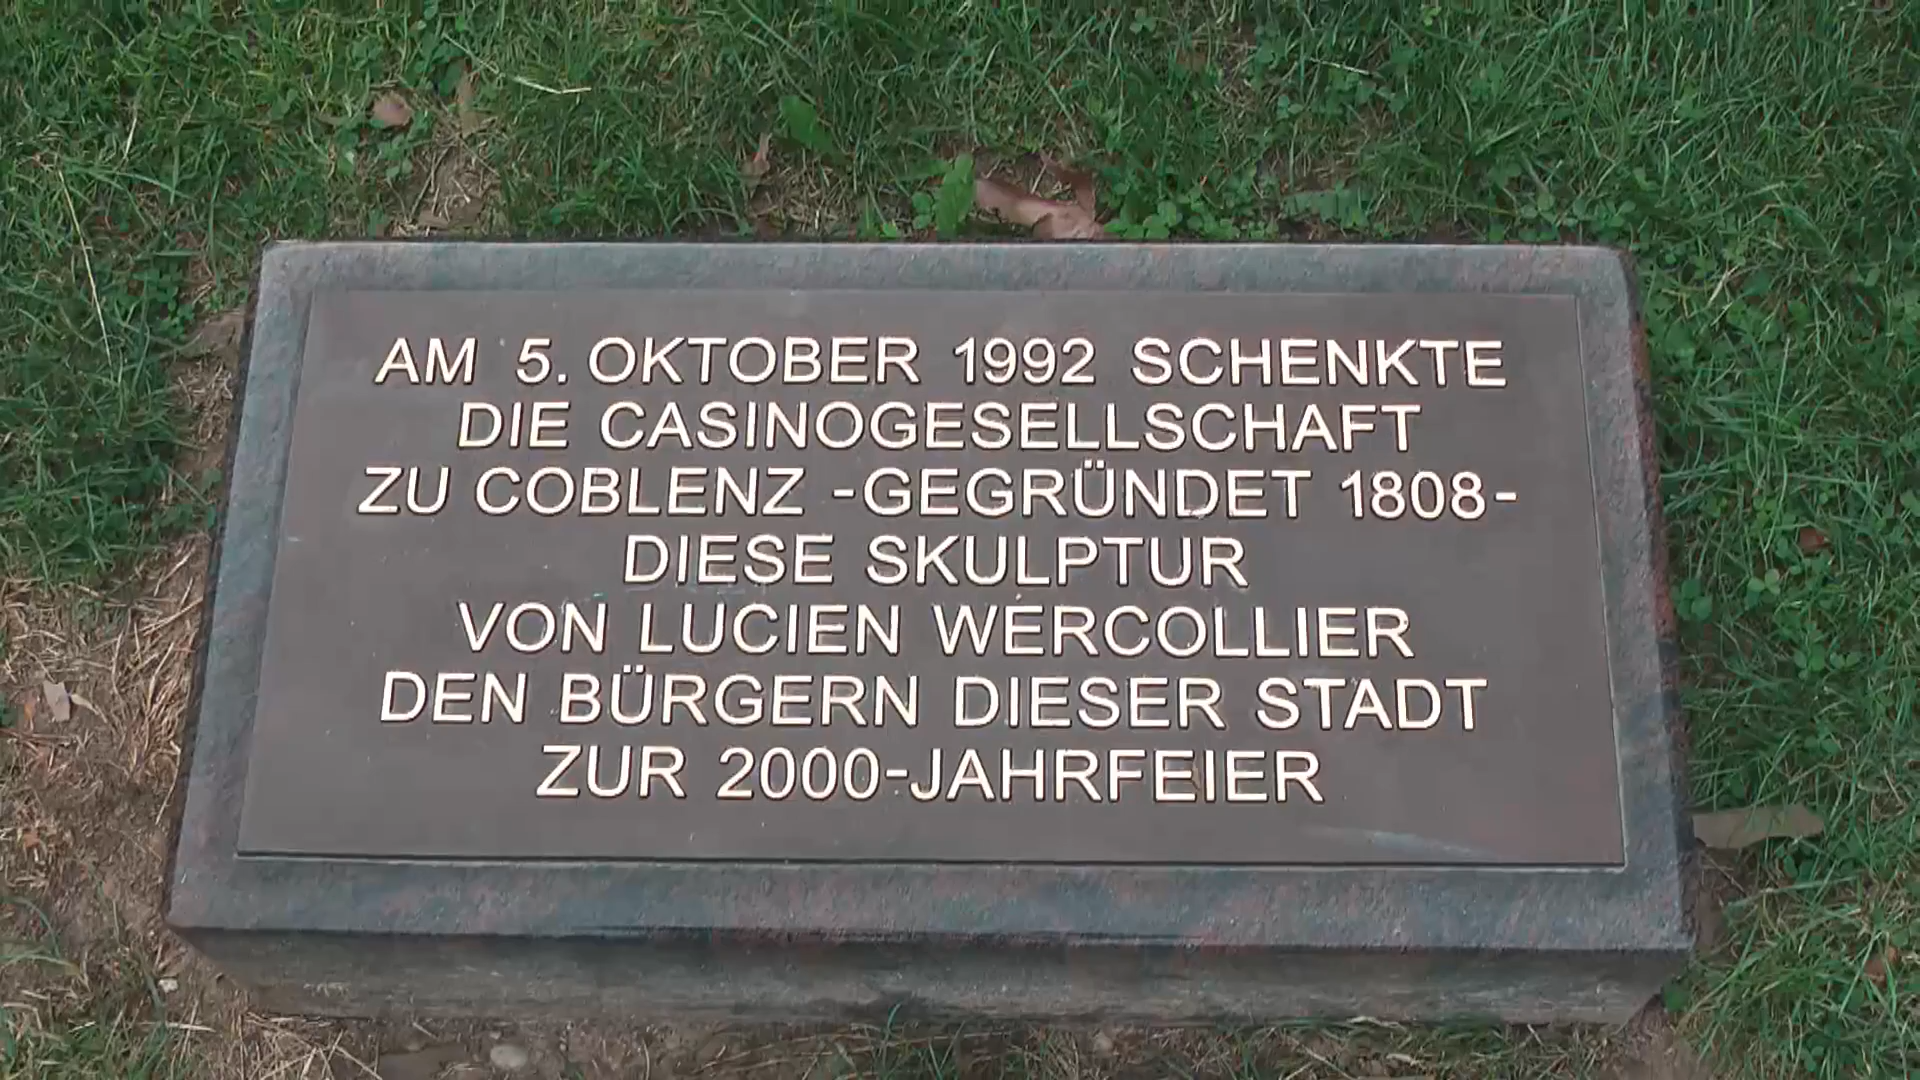 AM 5. OKTOBER 1992 SCHENKTE
DIE CASINOGESELLSCHAFT
ZU COBLENZ -GEGRÜNDET 1808-
DIESE SKULPTUR
VON LUCIEN WERCOLLIER
DEN BÜRGERN DIESER STADT
ZUR 2000-JAHRFEIER